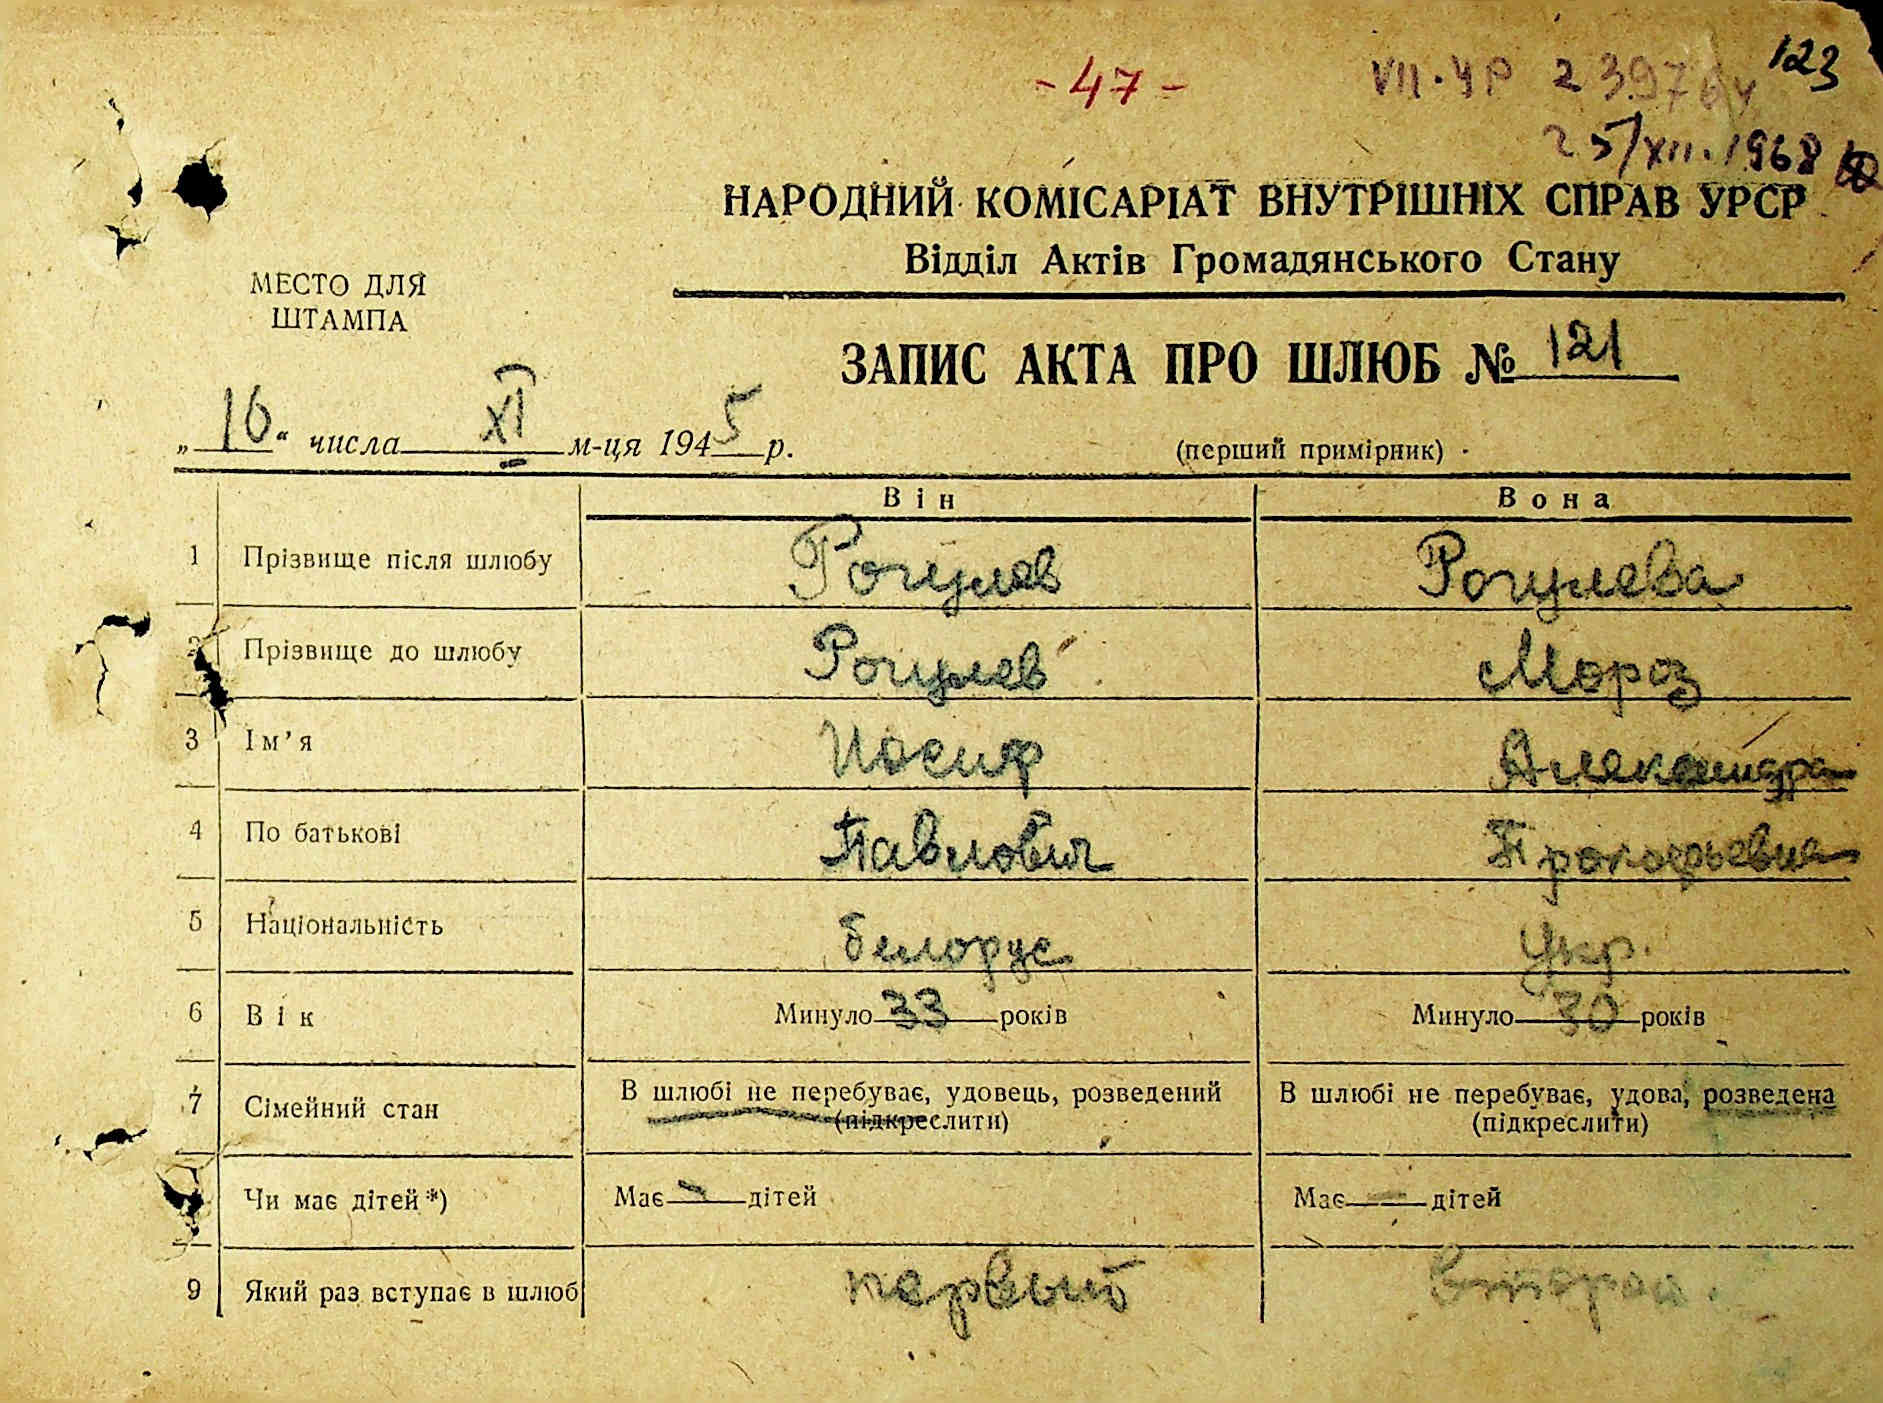 - 47 -
123
VII·ЧР 239764
25/XII.1968
НАРОДНИЙ КОМІСАРІАТ ВНУТРІШНІХ СПРАВ УРСР
Відділ Актів Громадянського Стану
МЕСТО ДЛЯ
ШТАМПА
ЗАПИС АКТА ПРО ШЛЮБ № 121
„16“ числа XI м-ця 1945 р.
(перший примірник)
Він Вона
1 Прізвище після шлюбу Рогулев Рогулева
2 Прізвище до шлюбу Рогулев Мороз
3 Ім’я Иосиф Александра
4 По батькові Павлович Прокофьевна
5 Національність белорус Укр.
6 Вік Минуло 33 років Минуло 30 років
7 Сімейний стан В шлюбі не перебуває, удовець, розведений В шлюбі не перебуває, удова, розведена
(підкреслити) (підкреслити)
Чи має дітей*) Має — дітей Має — дітей
9 Який раз вступає в шлюб первый